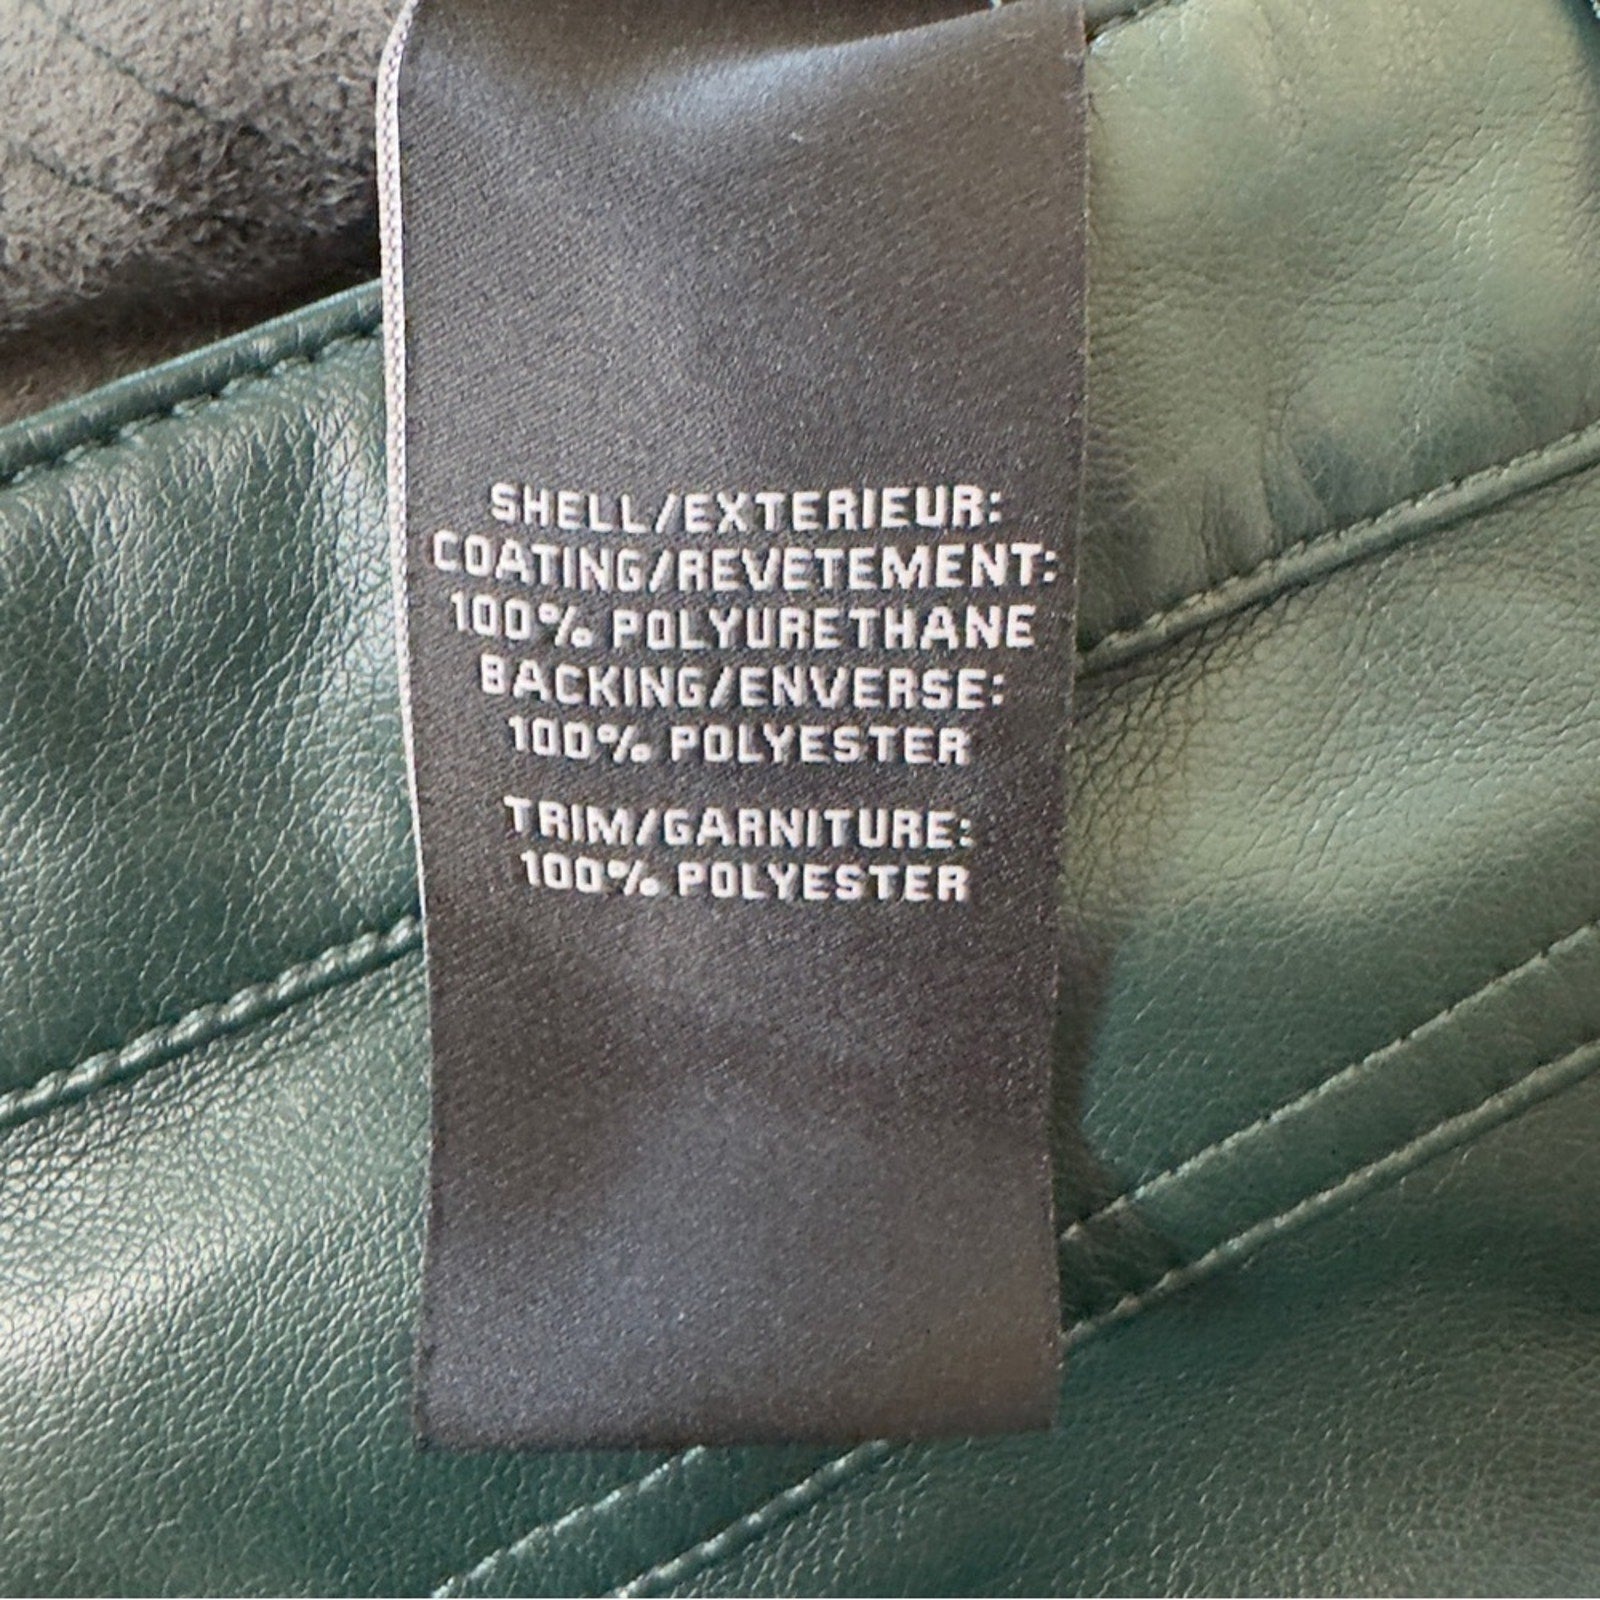 SHELL/EXTERIEUR:
COATING/REVETEMENT:
100% POLYURETHANE
BACKING/ENVERSE:
100% POLYESTER
TRIM/GARNITURE:
100% POLYESTER